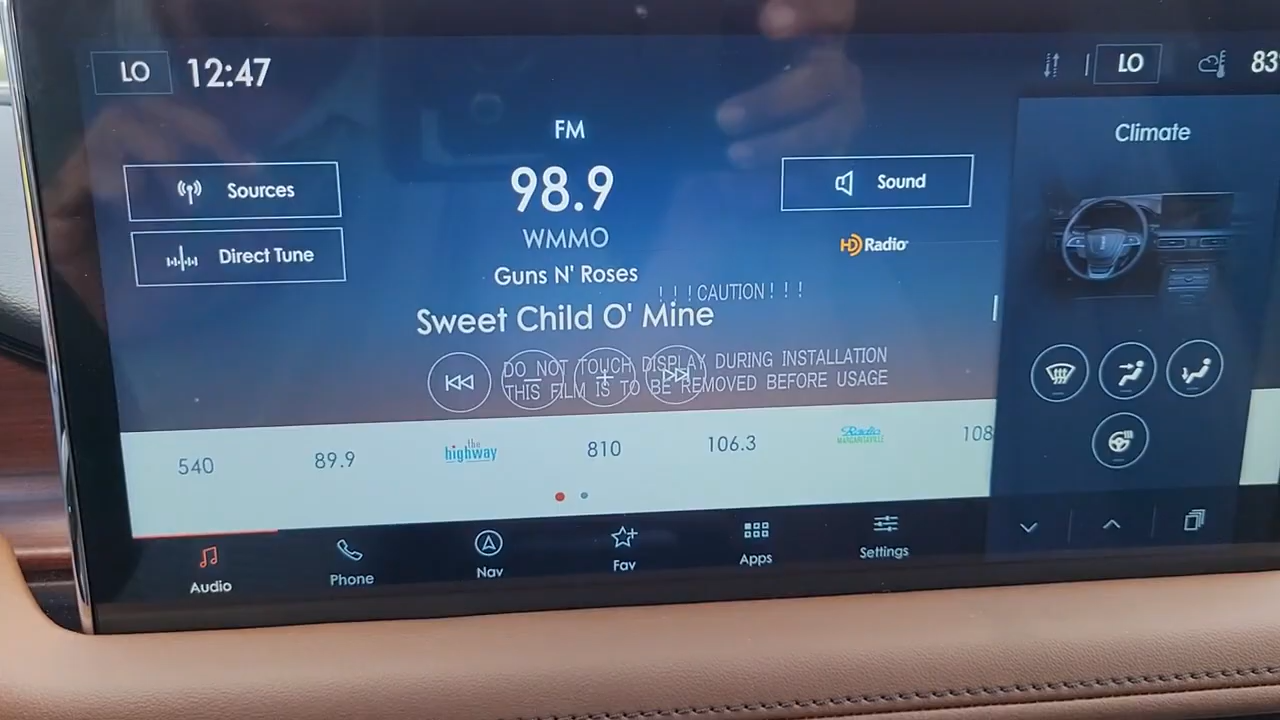 LO 12:47
LO 83°
FM
Climate
98.9
Sources
Sound
WMMO
HD Radio
Direct Tune
Guns N' Roses
!!!CAUTION!!!
Sweet Child O' Mine
DO NOT TOUCH DISPLAY DURING INSTALLATION
THIS FILM IS TO BE REMOVED BEFORE USAGE
540 89.9 the highway 810 106.3 Radio MARGARITAVILLE 108
Audio Phone Nav Fav Apps Settings